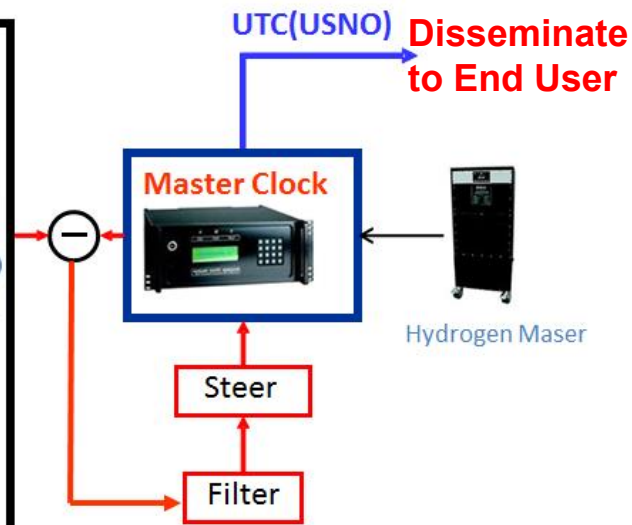 UTC(USNO)
Disseminate
to End User
Master Clock
−
Hydrogen Maser
Steer
Filter